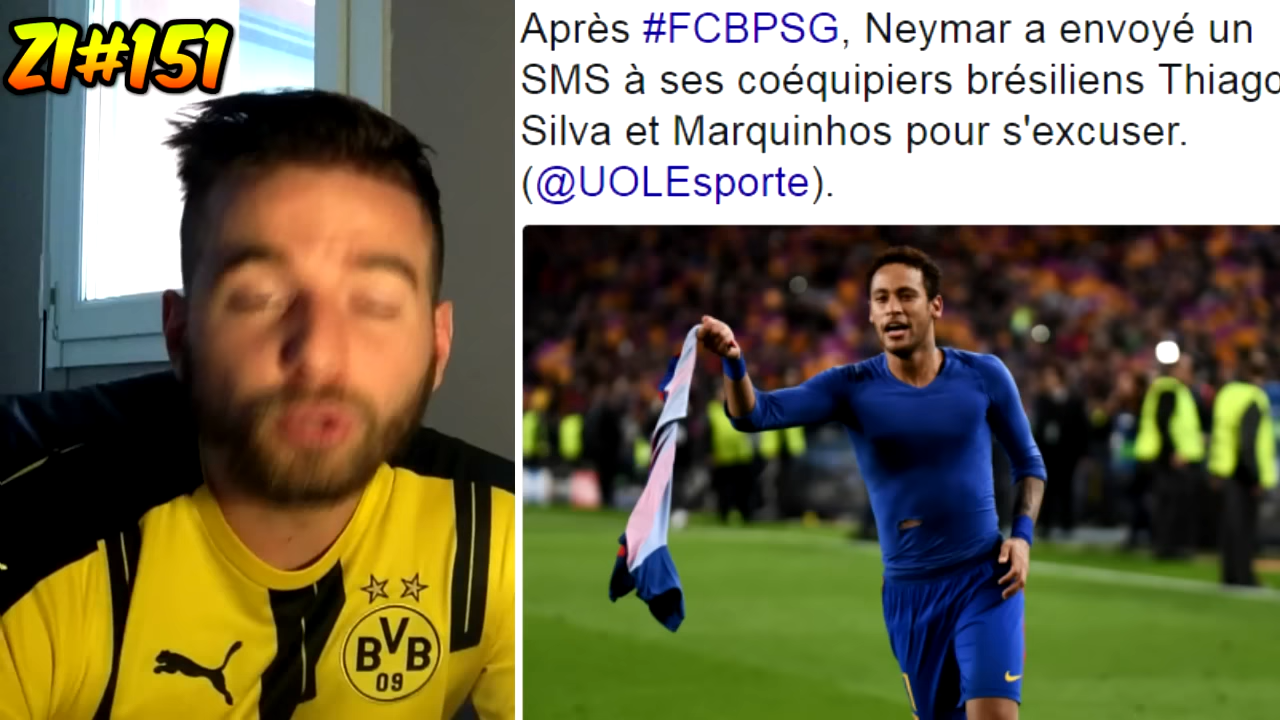 ZI#151
Après #FCBPSG, Neymar a envoyé un
SMS à ses coéquipiers brésiliens Thiago
Silva et Marquinhos pour s'excuser.
(@UOLEsporte).
BVB
09